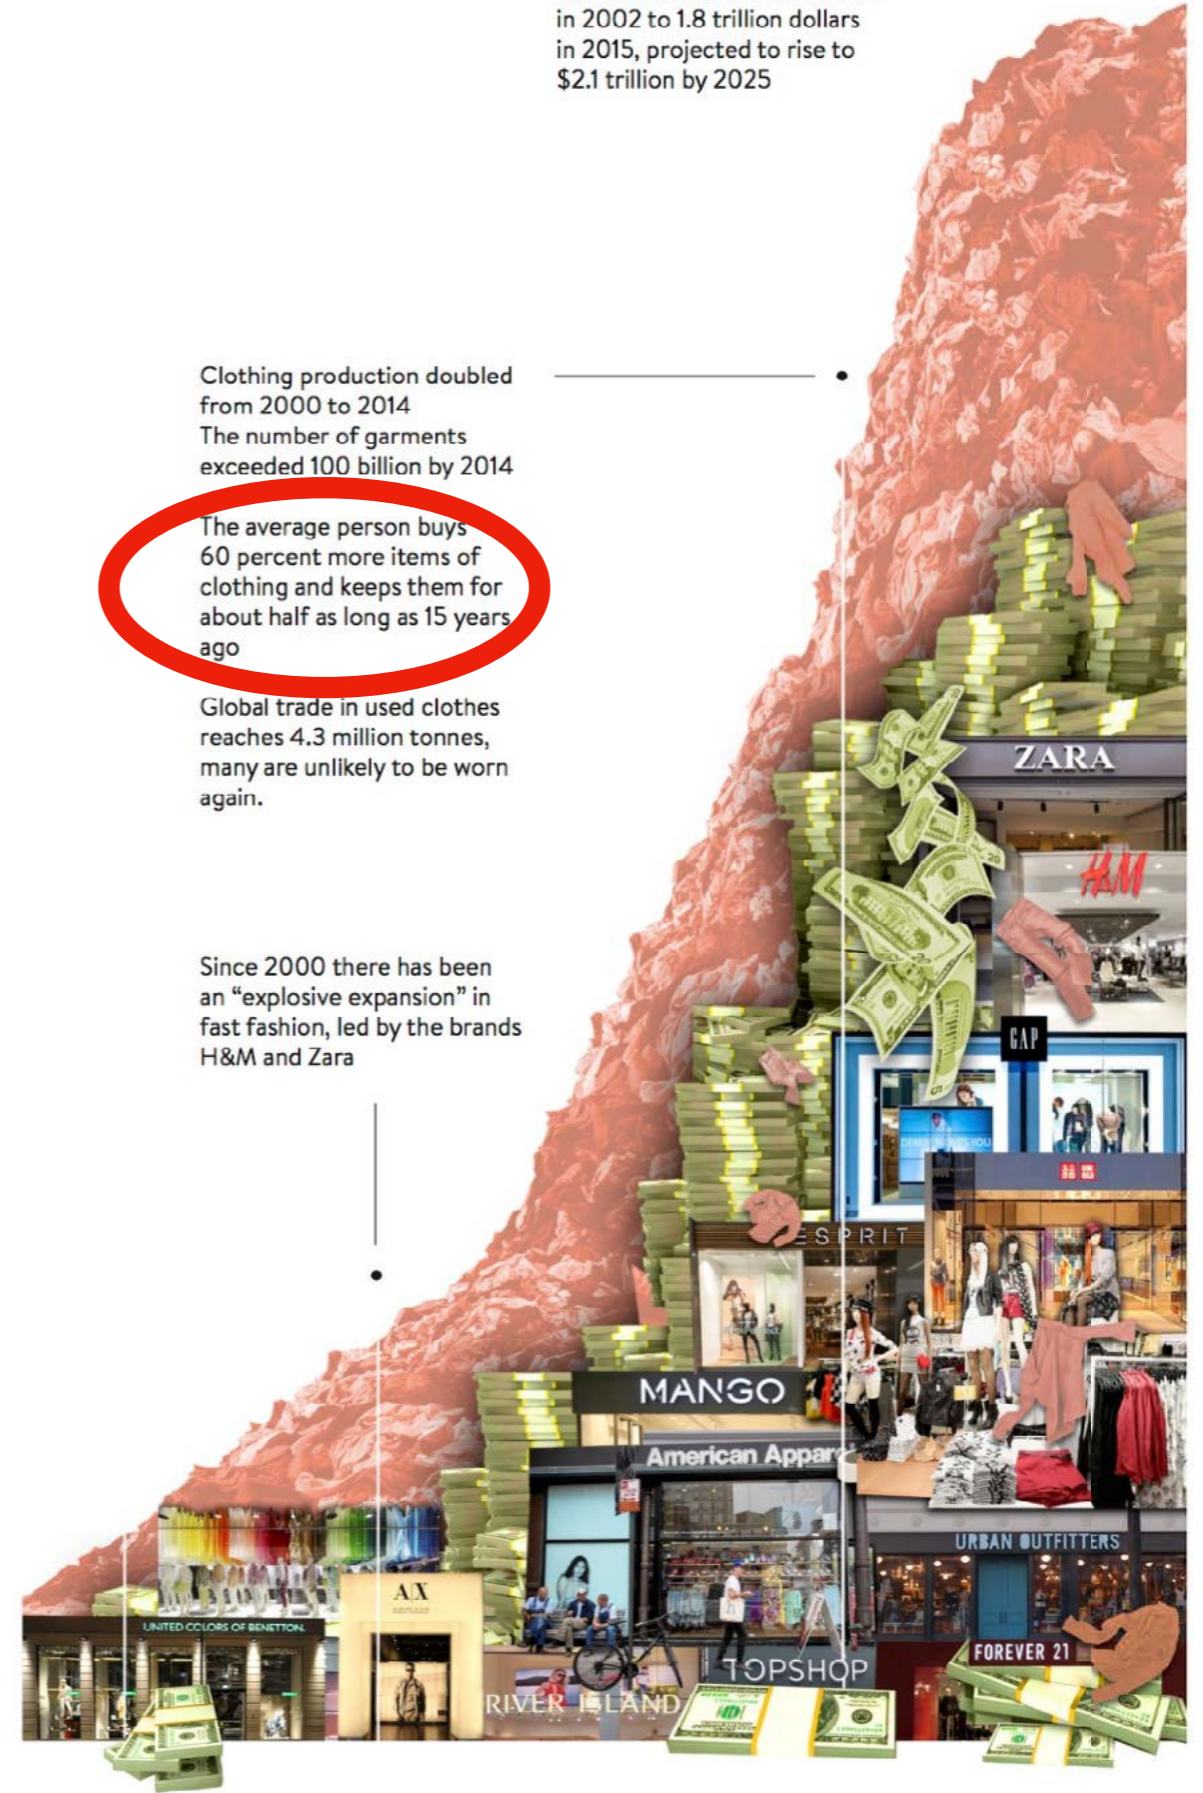 in 2002 to 1.8 trillion dollars
in 2015, projected to rise to
$2.1 trillion by 2025
Clothing production doubled
from 2000 to 2014
The number of garments
exceeded 100 billion by 2014
The average person buys
60 percent more items of
clothing and keeps them for
about half as long as 15 years
ago
Global trade in used clothes
reaches 4.3 million tonnes,
many are unlikely to be worn
again.
Since 2000 there has been
an “explosive expansion” in
fast fashion, led by the brands
H&M and Zara
ZARA
H&M
GAP
ESPRIT
MANGO
American Appar
URBAN OUTFITTERS
A|X
UNITED COLORS OF BENETTON.
FOREVER 21
TOPSHOP
RIVER ISLAND